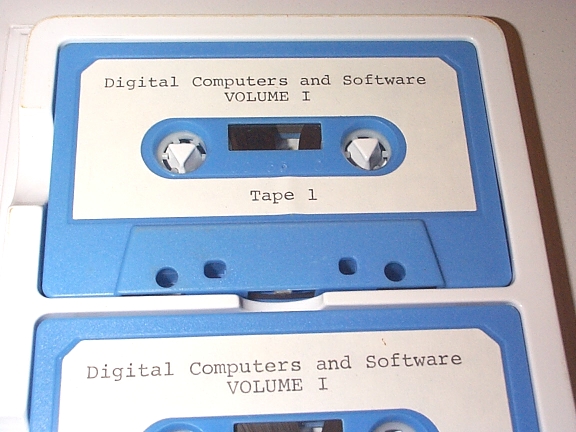 Digital Computers and Software
VOLUME I
Tape 1
Digital Computers and Software
VOLUME I